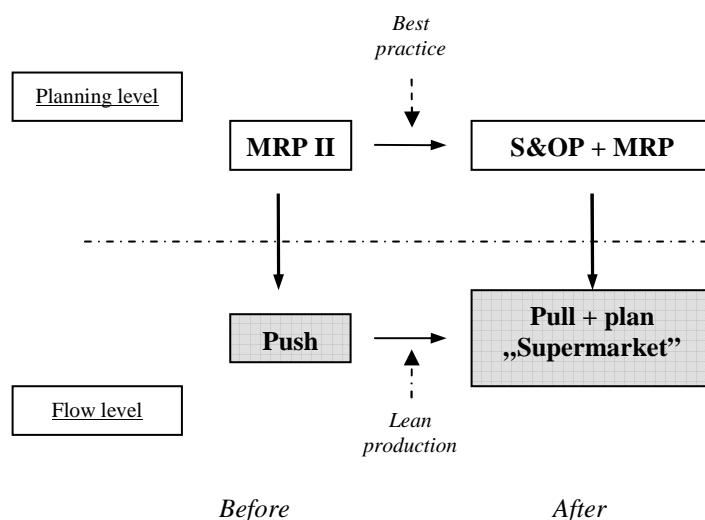 Best
practice
Planning level
MRP II
S&OP + MRP
Push
Pull + plan
„Supermarket”
Flow level
Lean
production
Before
After